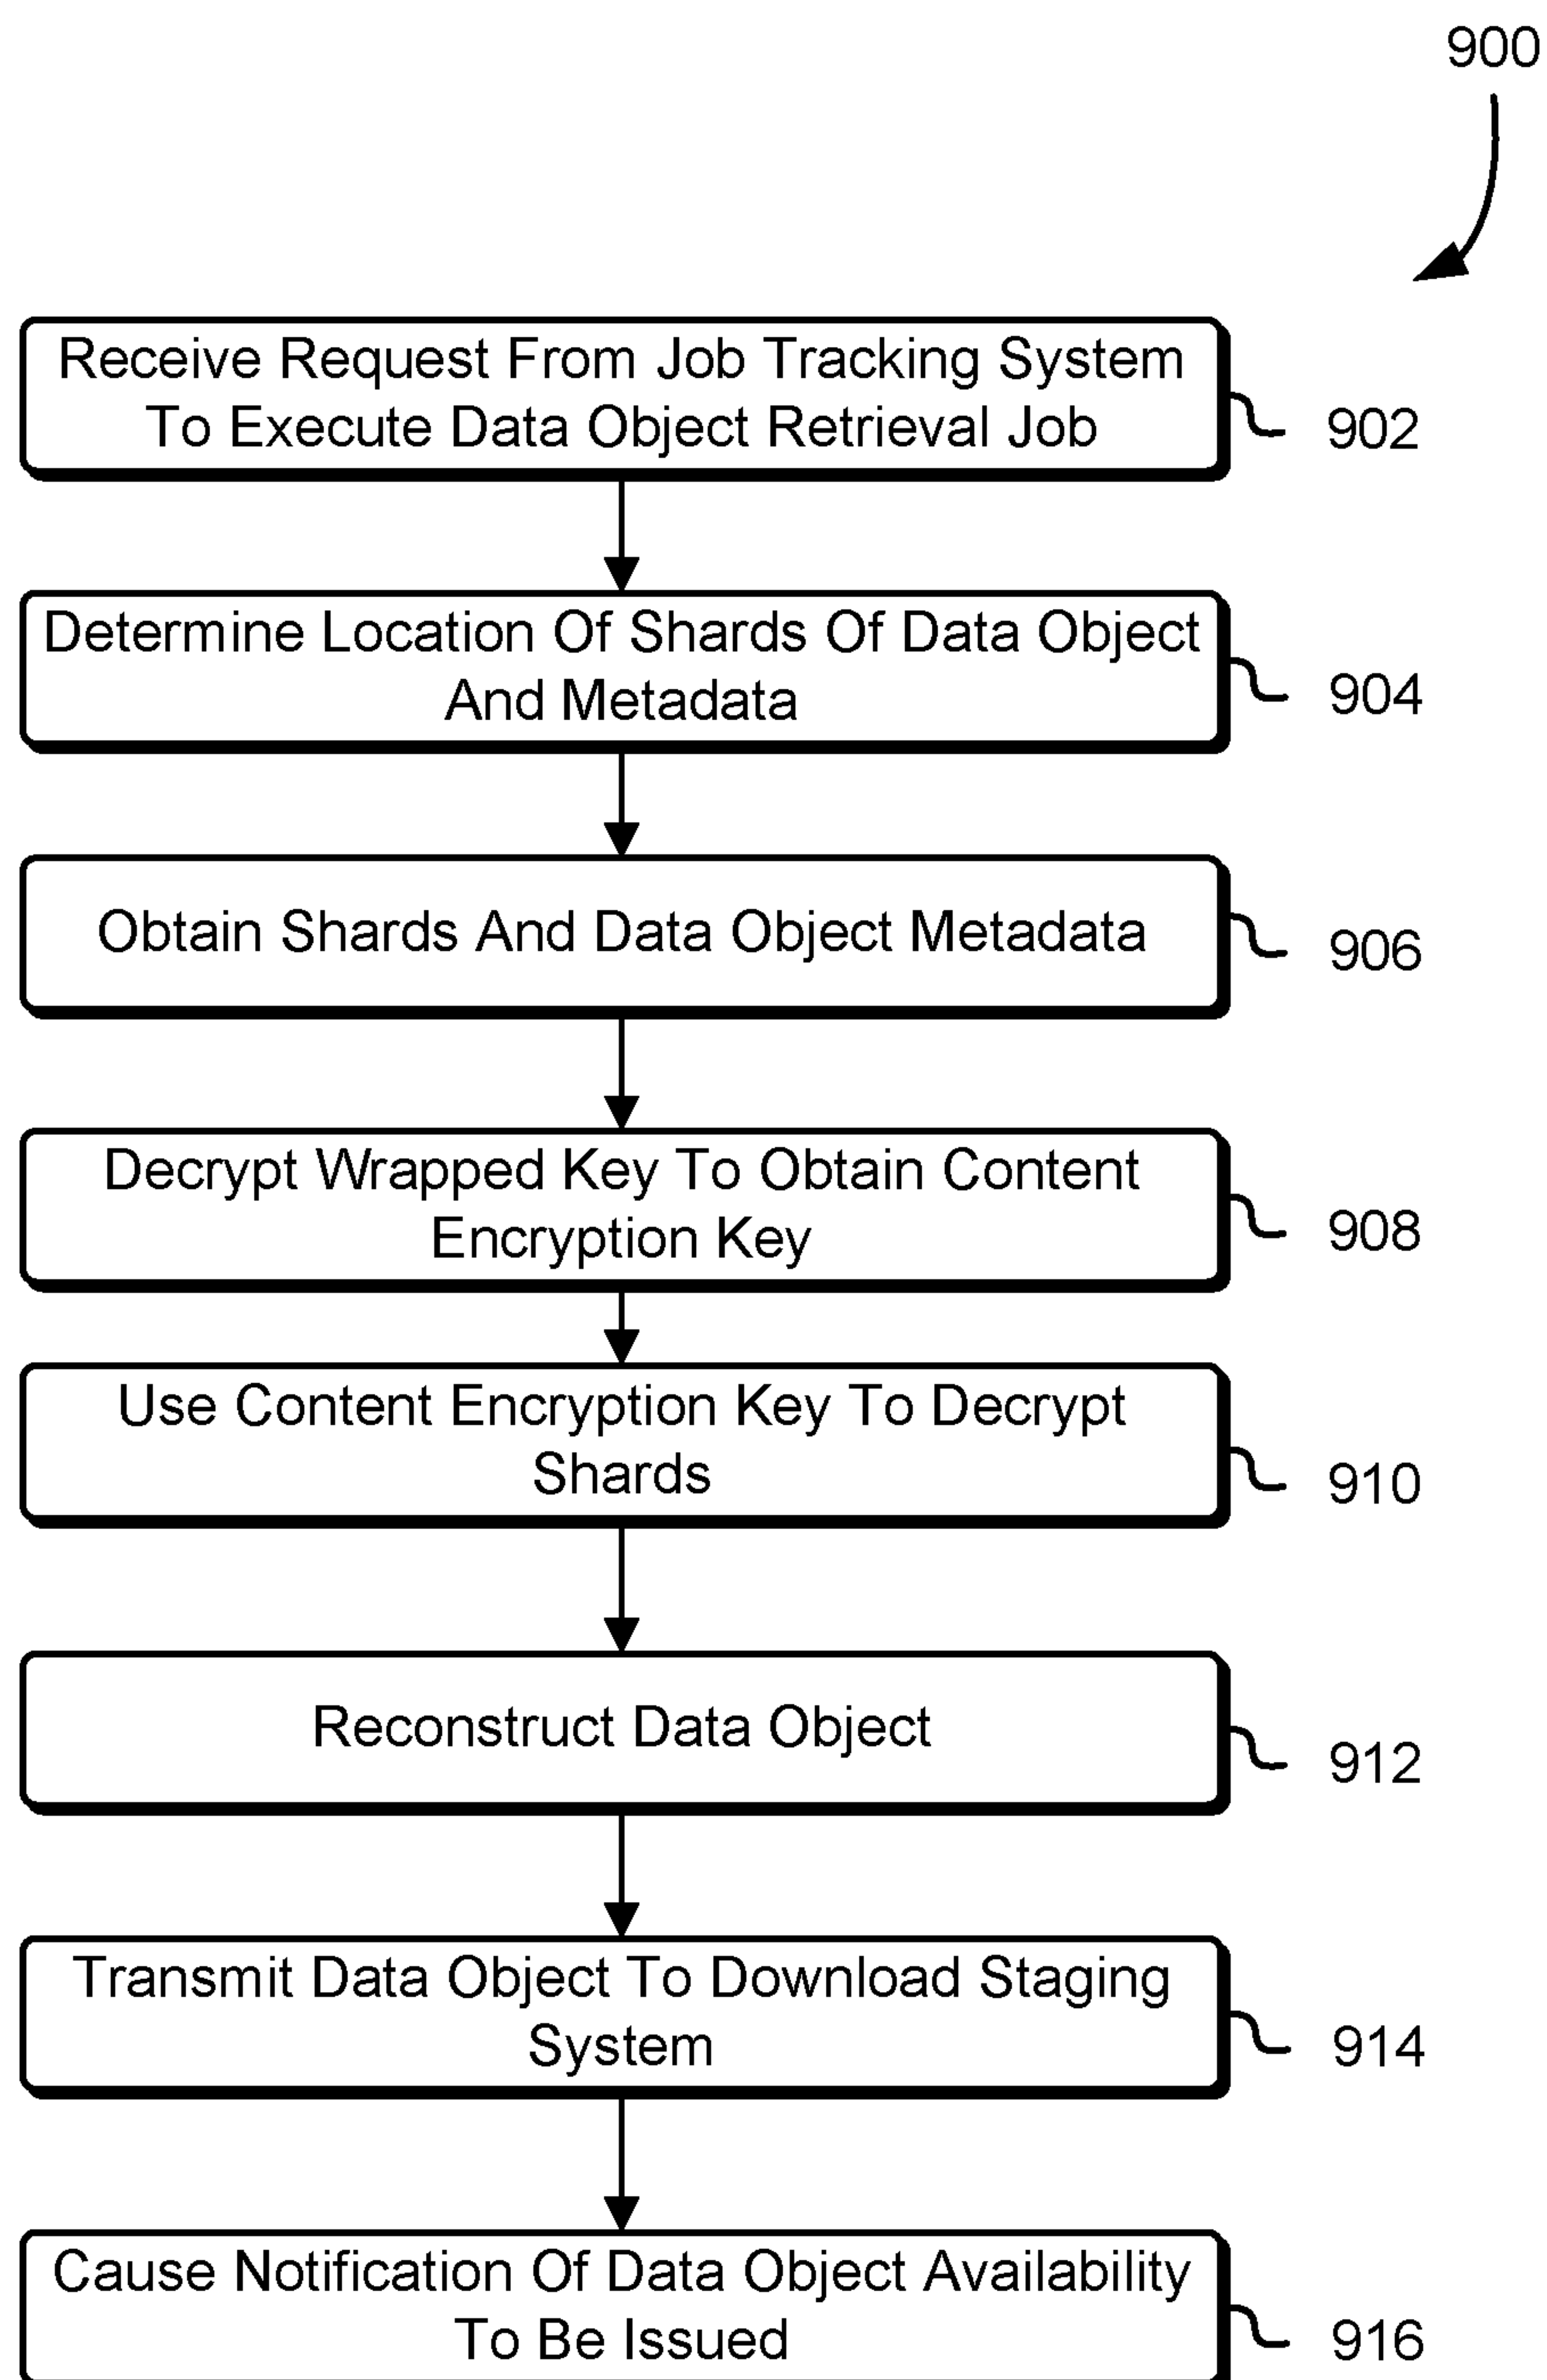 900
Receive Request From Job Tracking System
To Execute Data Object Retrieval Job
902
Determine Location Of Shards Of Data Object
And Metadata
904
Obtain Shards And Data Object Metadata
906
Decrypt Wrapped Key To Obtain Content
Encryption Key
908
Use Content Encryption Key To Decrypt
Shards
910
Reconstruct Data Object
912
Transmit Data Object To Download Staging
System
914
Cause Notification Of Data Object Availability
To Be Issued
916